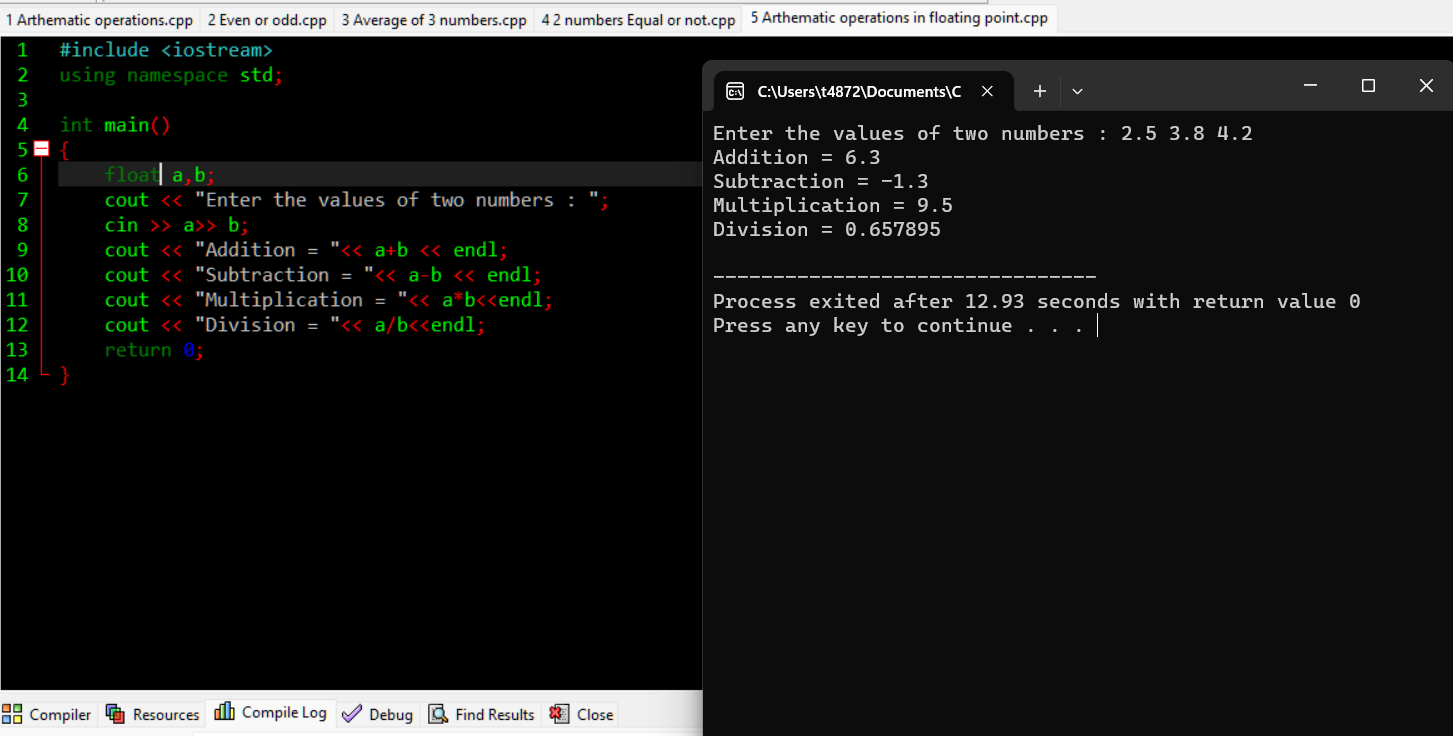 1 Arthematic operations.cpp 2 Even or odd.cpp 3 Average of 3 numbers.cpp 4 2 numbers Equal or not.cpp 5 Arthematic operations in floating point.cpp
1 #include <iostream>
2 using namespace std;
3
4 int main()
5 {
6 float a,b;
7 cout << "Enter the values of two numbers : ";
8 cin >> a>> b;
9 cout << "Addition = "<< a+b << endl;
10 cout << "Subtraction = "<< a-b << endl;
11 cout << "Multiplication = "<< a*b<<endl;
12 cout << "Division = "<< a/b<<endl;
13 return 0;
14 }
C:\Users\t4872\Documents\C
Enter the values of two numbers : 2.5 3.8 4.2
Addition = 6.3
Subtraction = -1.3
Multiplication = 9.5
Division = 0.657895
--------------------------------
Process exited after 12.93 seconds with return value 0
Press any key to continue . . .
Compiler Resources Compile Log Debug Find Results Close